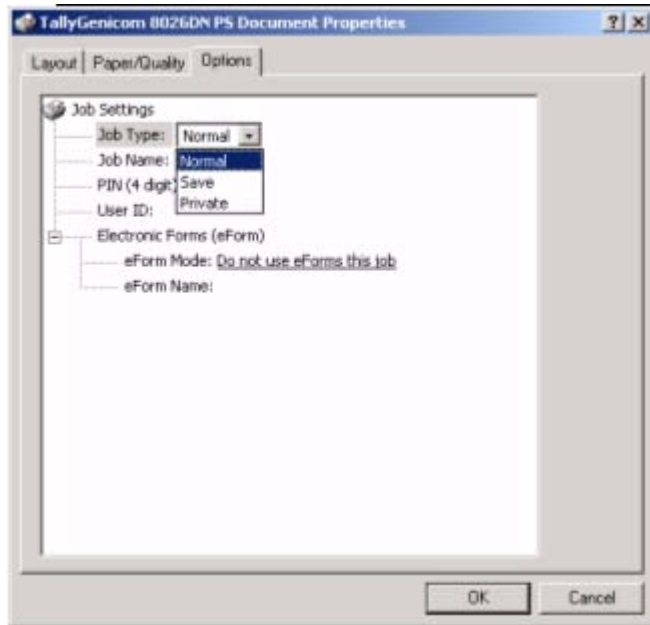 TallyGenicom 8026DN PS Document Properties
Layout Paper/Quality Options
Job Settings
Job Type: Normal
Job Name: Normal
PIN (4 digit) Save
User ID: Private
Electronic Forms (eForm)
eForm Mode: Do not use eForms this job
eForm Name:
OK Cancel